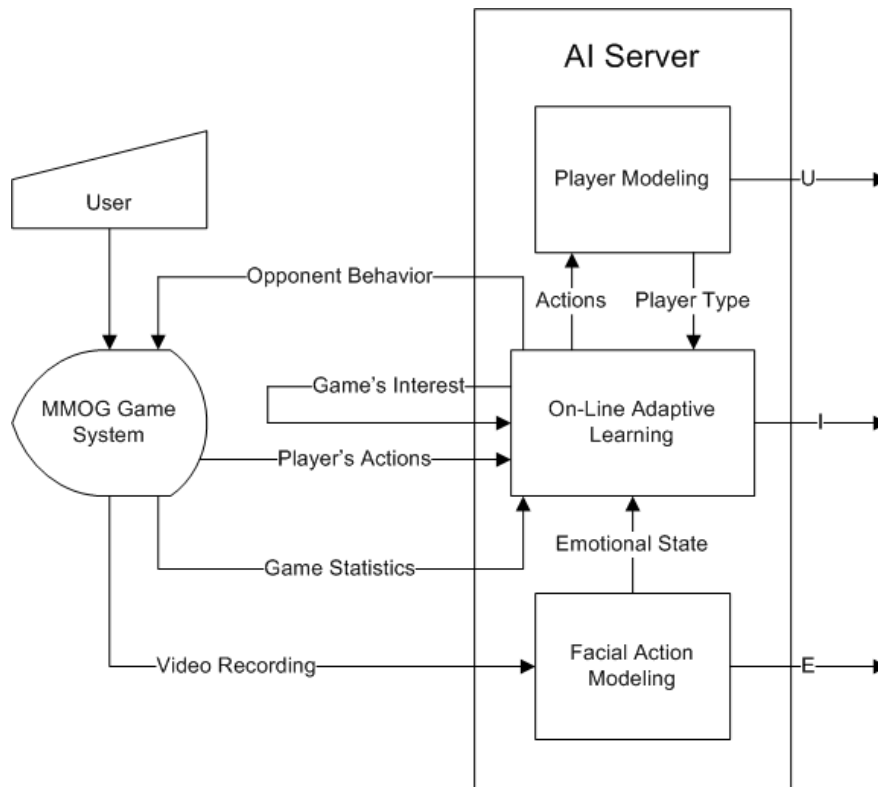 AI Server
Player Modeling
U
User
Opponent Behavior
Actions
Player Type
Game's Interest
MMOG Game
System
On-Line Adaptive
Learning
I
Player's Actions
Emotional State
Game Statistics
Video Recording
Facial Action
Modeling
E